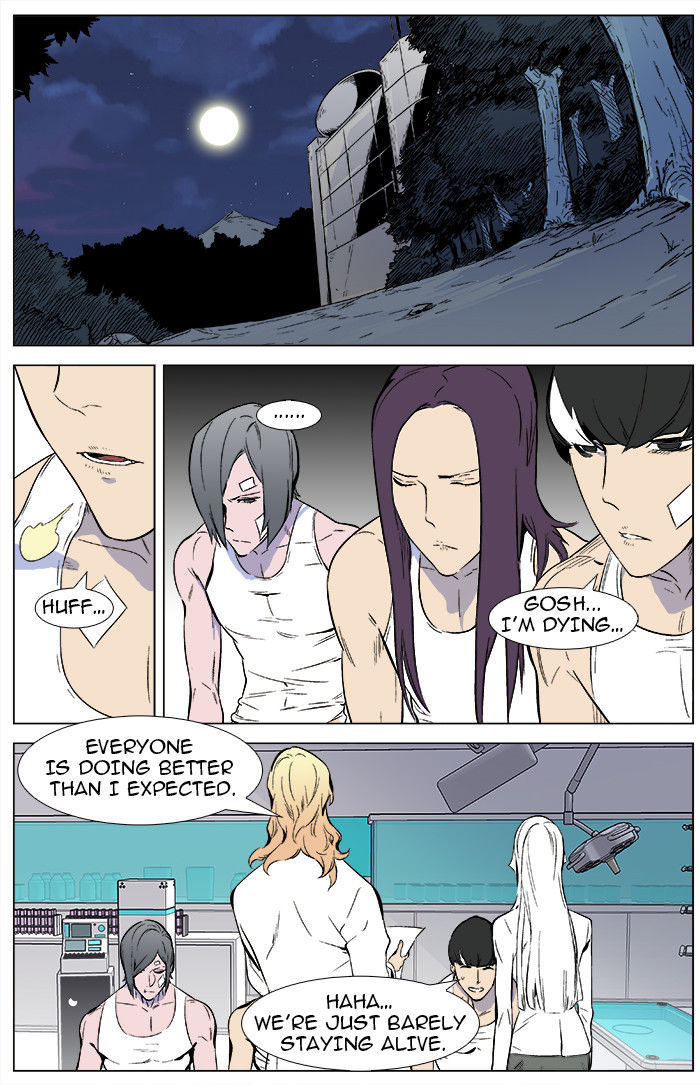 ......
HUFF...
GOSH...
I'M DYING...
EVERYONE
IS DOING BETTER
THAN I EXPECTED.
HAHA...
WE'RE JUST BARELY
STAYING ALIVE.